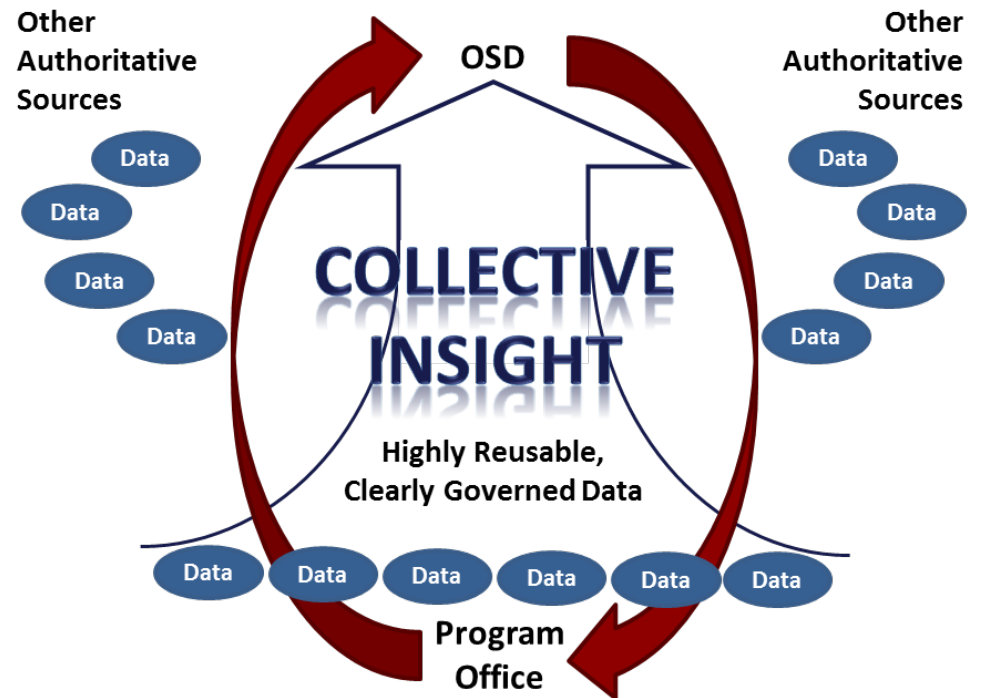 Other
Authoritative
Sources
OSD
Other
Authoritative
Sources
Data
Data
Data
Data
Data
Data
Data
Data
COLLECTIVE
INSIGHT
Highly Reusable,
Clearly Governed Data
Data Data Data Data Data Data
Program
Office